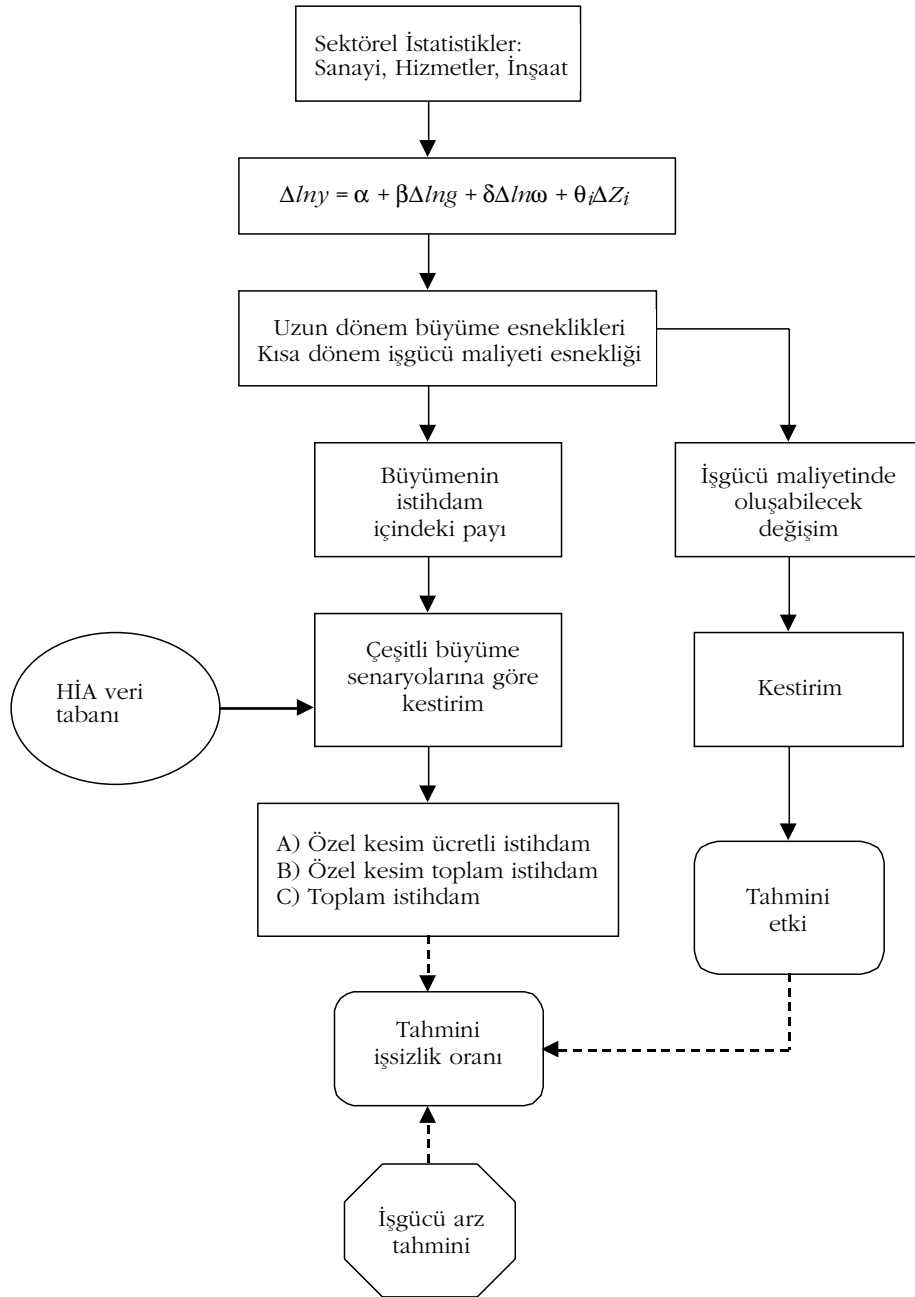 Sektörel İstatistikler:
Sanayi, Hizmetler, İnşaat
Δlny = α + βΔlng + δΔlnω + θiΔZi
Uzun dönem büyüme esneklikleri
Kısa dönem işgücü maliyeti esnekliği
Büyümenin
istihdam
içindeki payı
İşgücü maliyetinde
oluşabilecek
değişim
HİA veri
tabanı
Çeşitli büyüme
senaryolarına göre
kestirim
Kestirim
A) Özel kesim ücretli istihdam
B) Özel kesim toplam istihdam
C) Toplam istihdam
Tahmini
etki
Tahmini
işsizlik oranı
İşgücü arz
tahmini